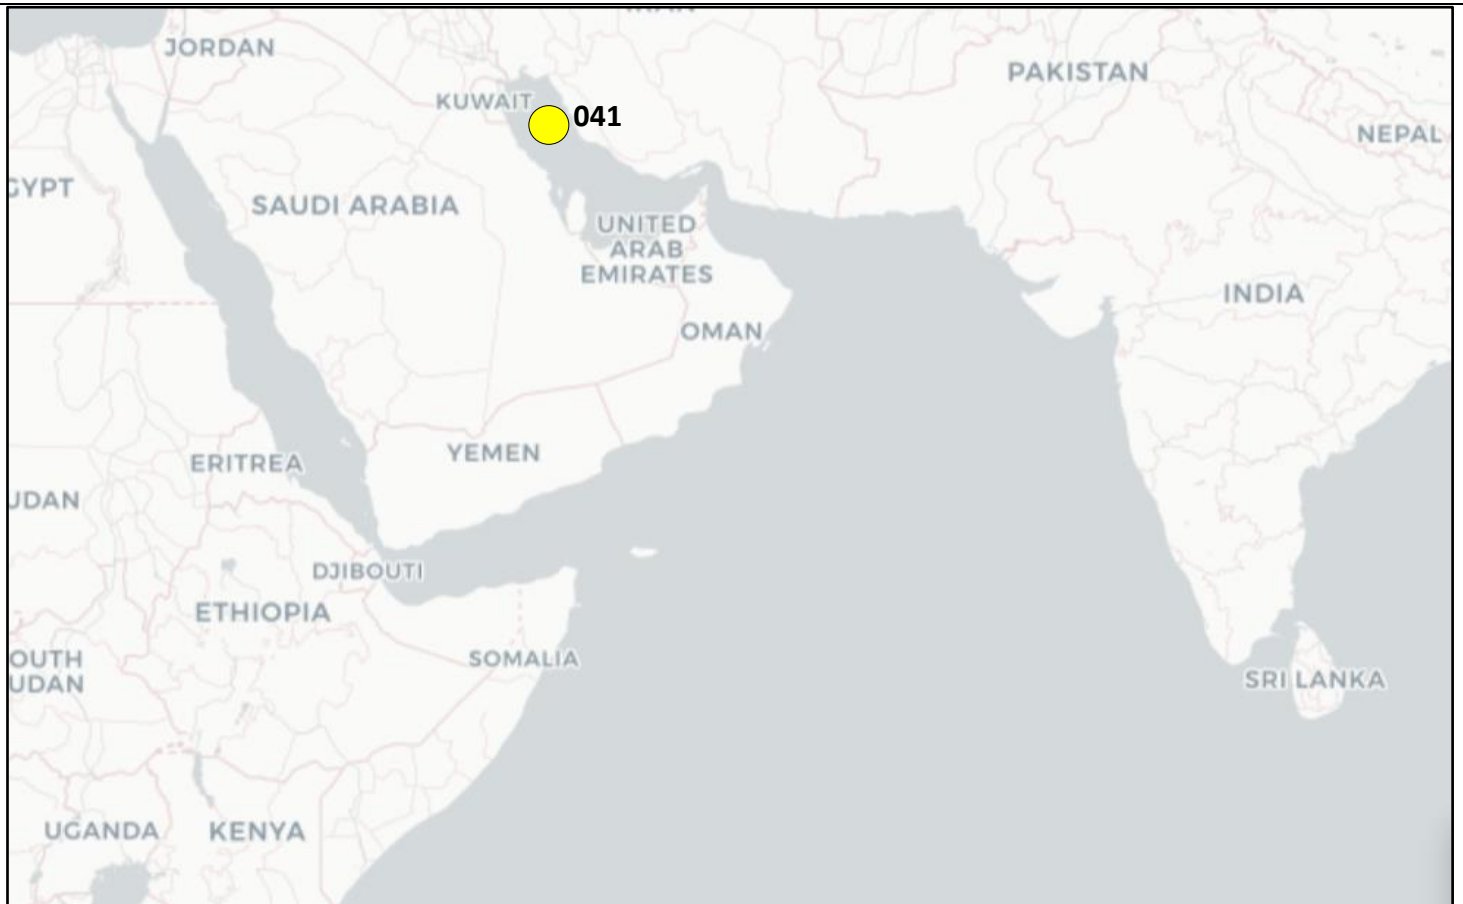 JORDAN
PAKISTAN
KUWAIT
041
NEPAL
GYPT
SAUDI ARABIA
UNITED
ARAB
EMIRATES
INDIA
OMAN
YEMEN
ERITREA
UDAN
DJIBOUTI
ETHIOPIA
OUTH
UDAN
SOMALIA
SRI LANKA
UGANDA
KENYA